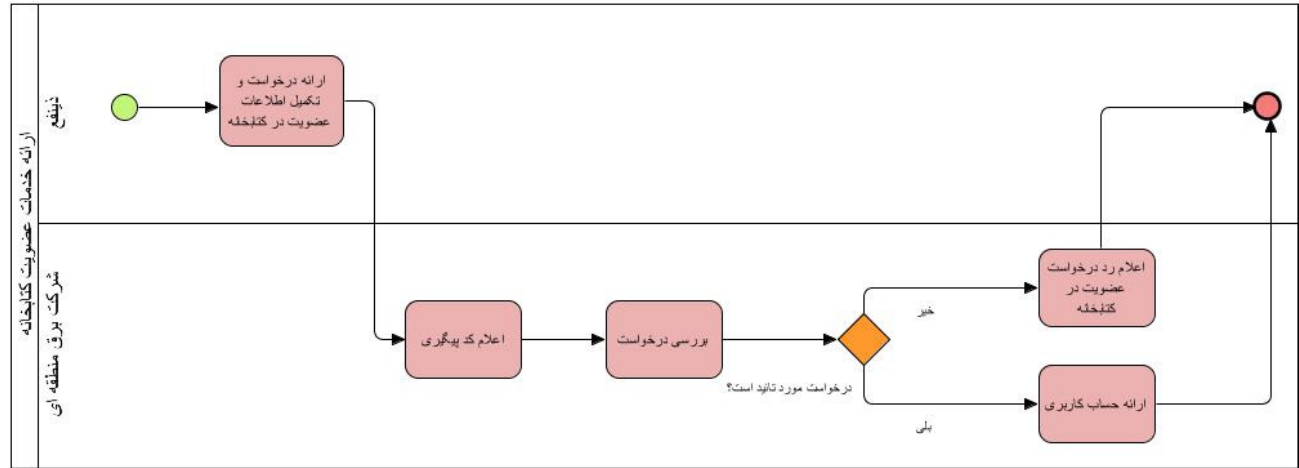 ارائه خدمات عضویت کتابخانه
ذینفع
ارائه درخواست و
تکمیل اطلاعات
عضویت در کتابخانه
شرکت برق منطقه ای
اعلام کد پیگیری
بررسی درخواست
درخواست مورد تائید است؟
خیر
اعلام رد درخواست
عضویت در
کتابخانه
بلی
ارائه حساب کاربری